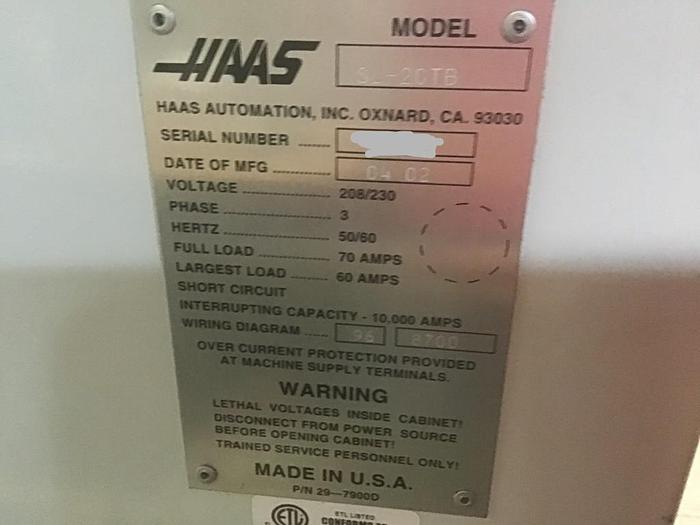 MODEL
HAAS SL-20TB
HAAS AUTOMATION, INC. OXNARD, CA. 93030
SERIAL NUMBER ........
DATE OF MFG ................ 04 02
VOLTAGE ..................... 208/230
PHASE ......................... 3
HERTZ ......................... 50/60
FULL LOAD ................. 70 AMPS
LARGEST LOAD ......... 60 AMPS
SHORT CIRCUIT
INTERRUPTING CAPACITY - 10,000 AMPS
WIRING DIAGRAM ...... 96 8700
OVER CURRENT PROTECTION PROVIDED
AT MACHINE SUPPLY TERMINALS.
WARNING
LETHAL VOLTAGES INSIDE CABINET!
DISCONNECT FROM POWER SOURCE
BEFORE OPENING CABINET!
TRAINED SERVICE PERSONNEL ONLY!
MADE IN U.S.A.
P/N 29-7900D
ETL LISTED
ETL CONFORMS